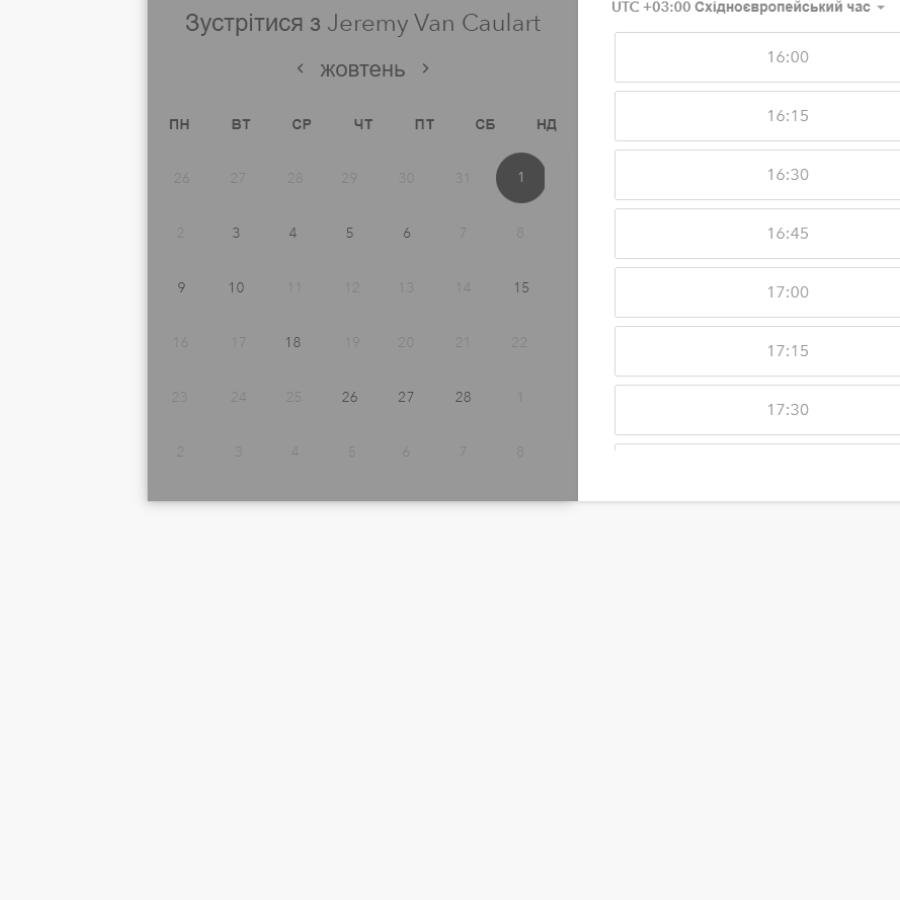 Зустрітися з Jeremy Van Caulart
‹ жовтень ›
ПН ВТ СР ЧТ ПТ СБ НД
26 27 28 29 30 31 1
2 3 4 5 6 7 8
9 10 11 12 13 14 15
16 17 18 19 20 21 22
23 24 25 26 27 28 1
2 3 4 5 6 7 8
UTC +03:00 Східноєвропейський час
16:00
16:15
16:30
16:45
17:00
17:15
17:30